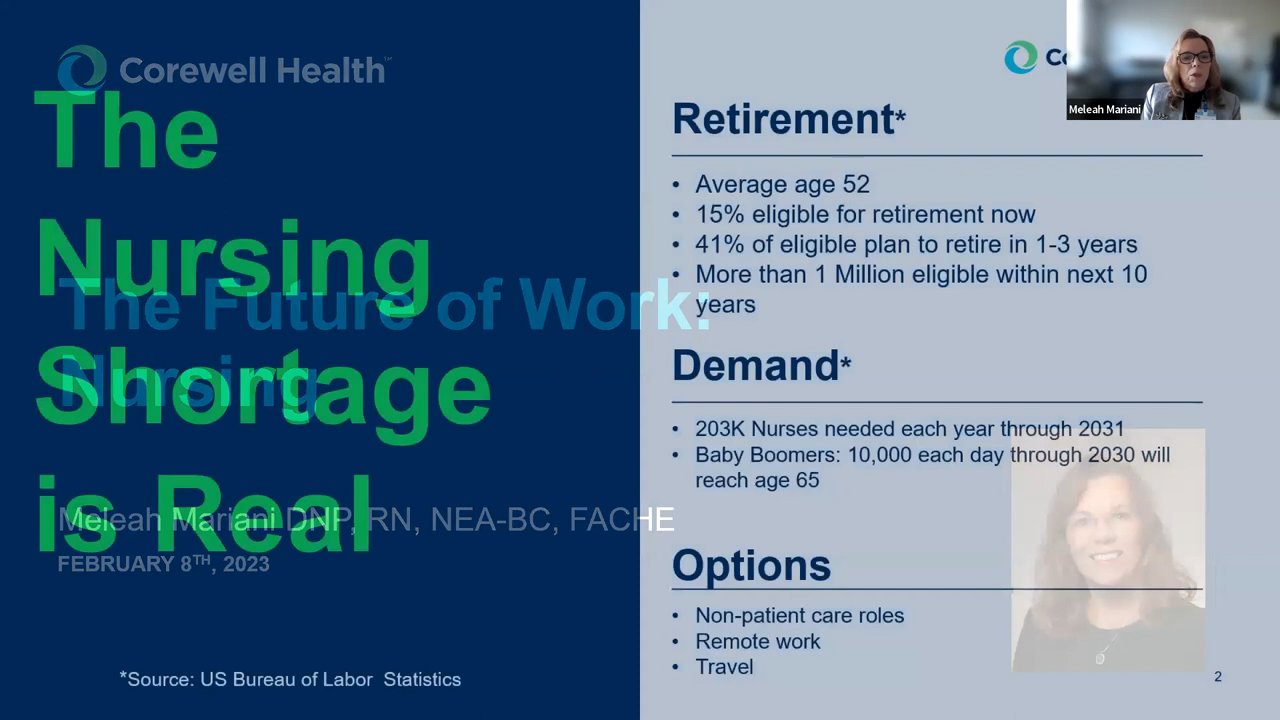 Corewell Health™
The
Nursing
Shortage
is Real
The Future of Work:
Nursing
Meleah Mariani DNP, RN, NEA-BC, FACHE
FEBRUARY 8TH, 2023
*Source: US Bureau of Labor Statistics
Meleah Mariani
Retirement*
• Average age 52
• 15% eligible for retirement now
• 41% of eligible plan to retire in 1-3 years
• More than 1 Million eligible within next 10
years
Demand*
• 203K Nurses needed each year through 2031
• Baby Boomers: 10,000 each day through 2030 will
reach age 65
Options
• Non-patient care roles
• Remote work
• Travel
2